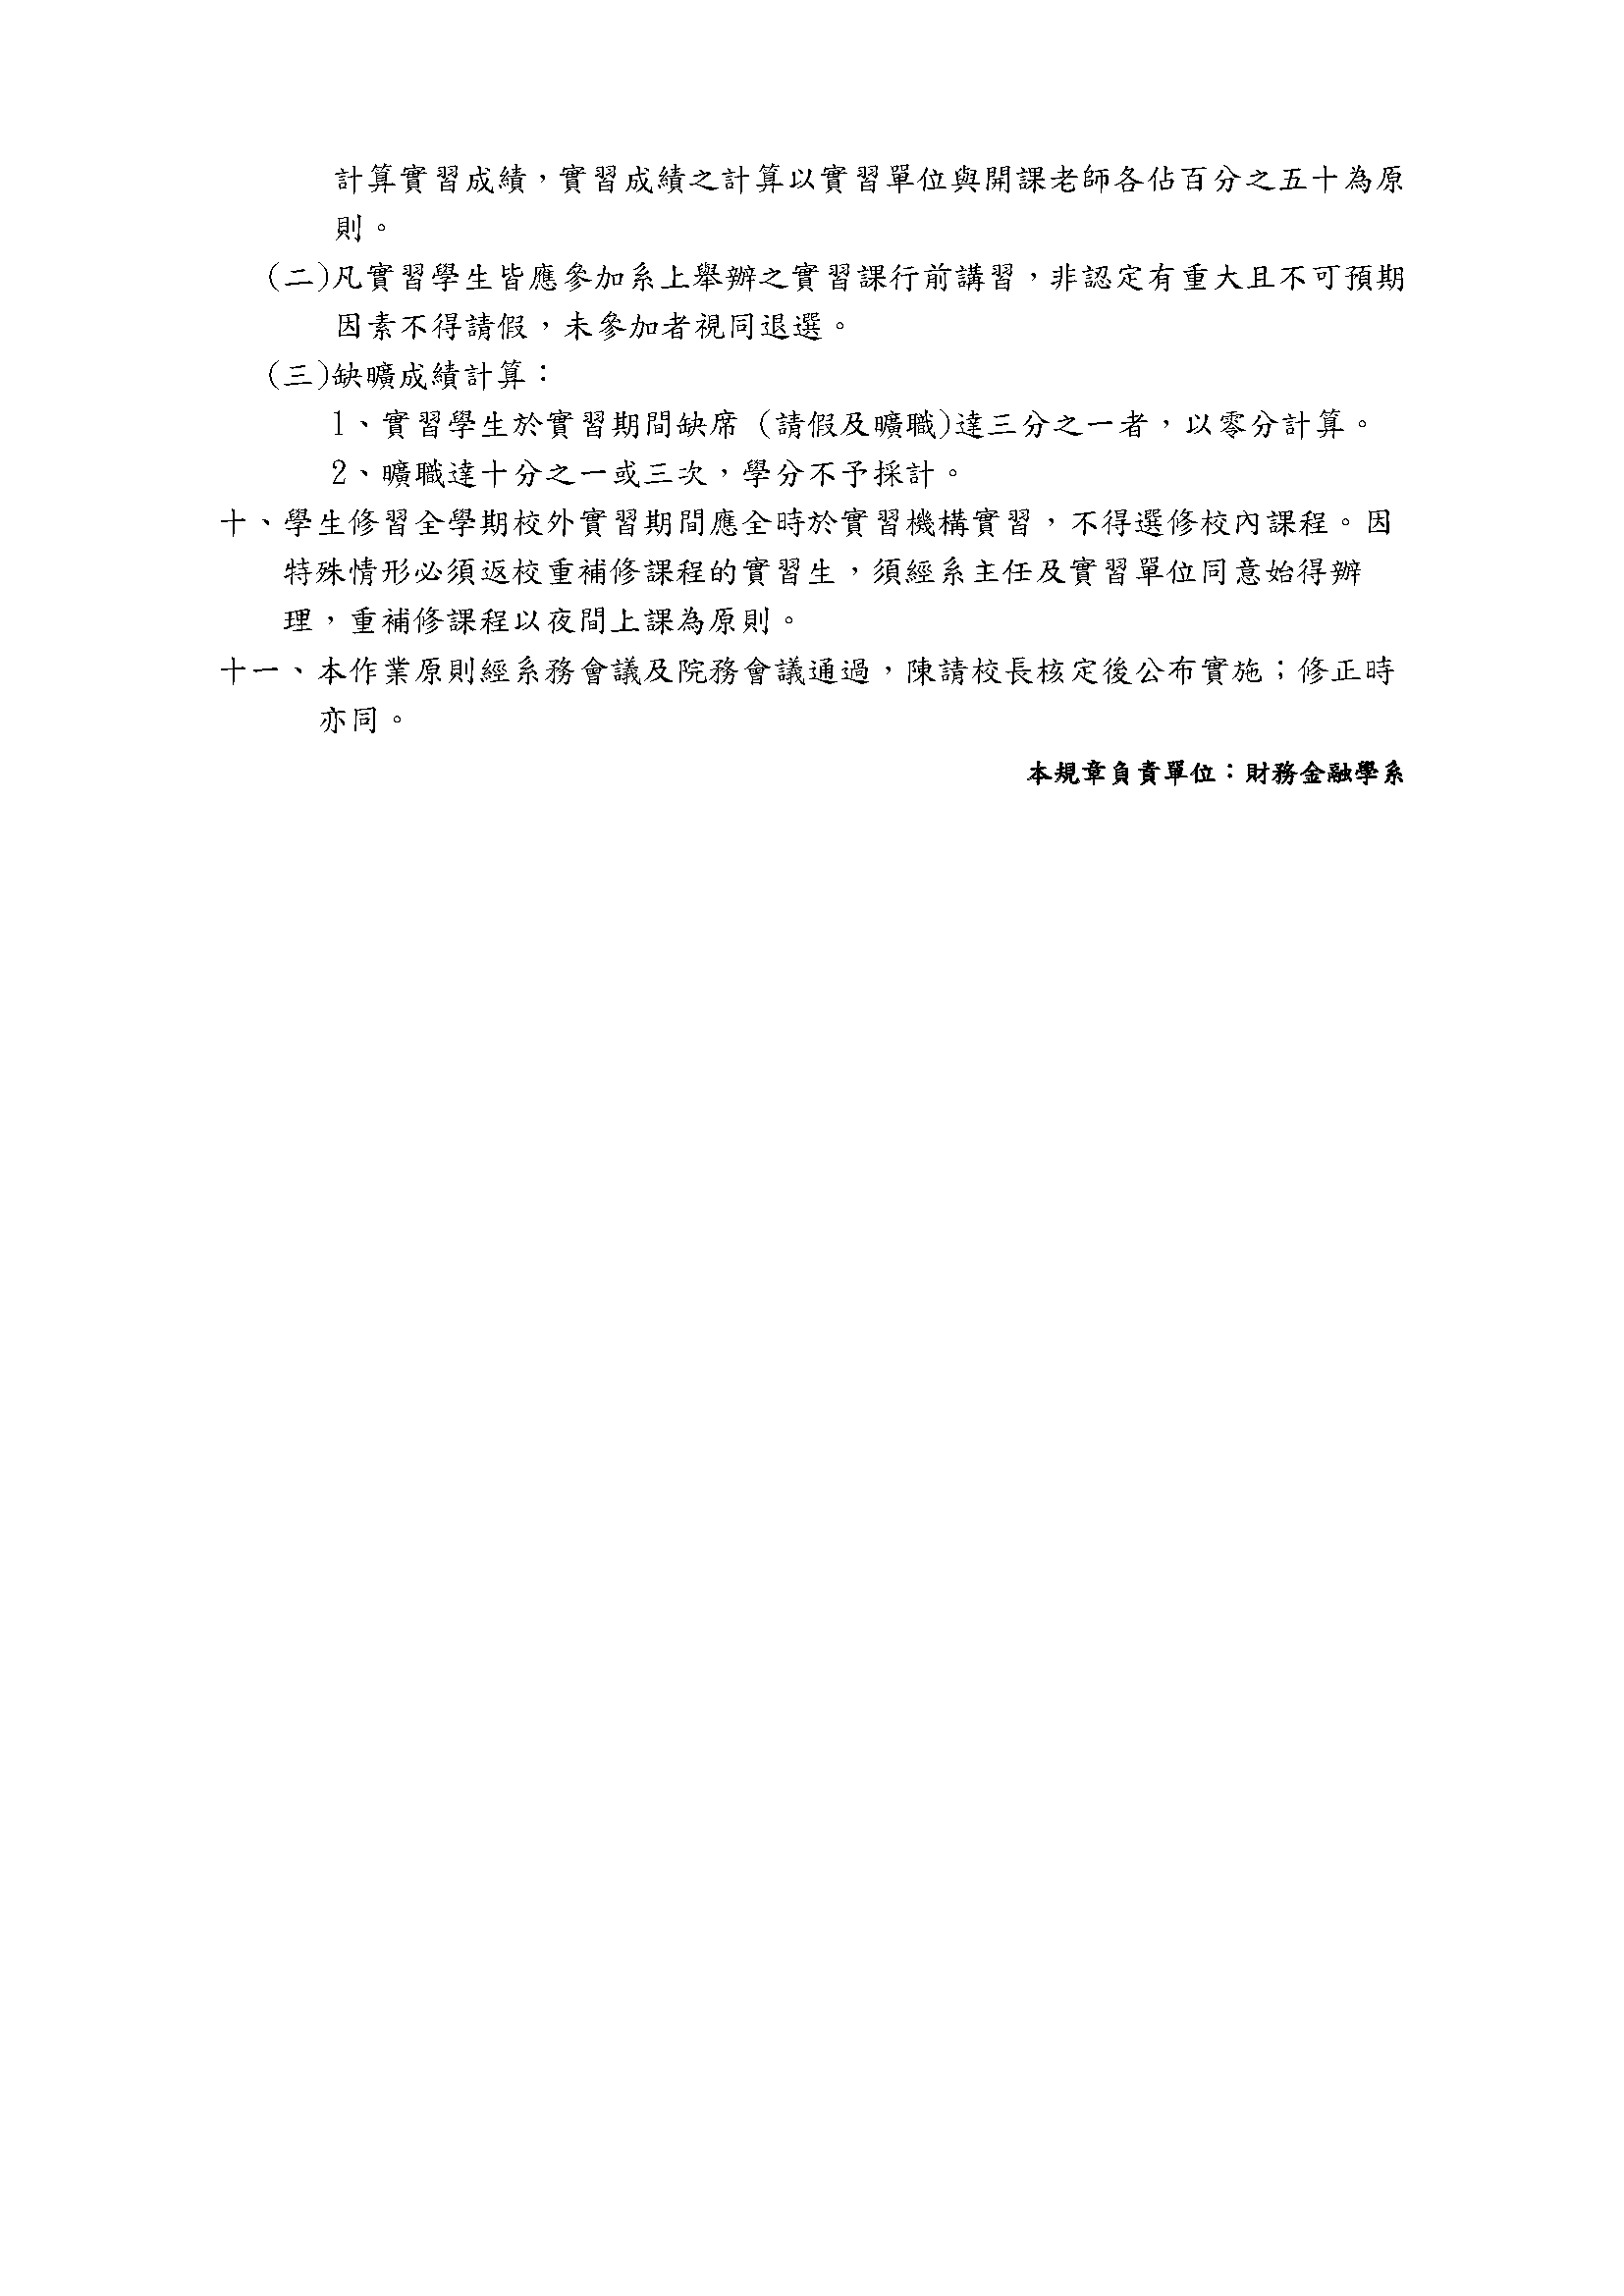 計算實習成績，實習成績之計算以實習單位與開課老師各佔百分之五十為原
則。
(二)凡實習學生皆應參加系上舉辦之實習課行前講習，非認定有重大且不可預期
因素不得請假，未參加者視同退選。
(三)缺曠成績計算：
1、實習學生於實習期間缺席 (請假及曠職)達三分之一者，以零分計算。
2、曠職達十分之一或三次，學分不予採計。
十、學生修習全學期校外實習期間應全時於實習機構實習，不得選修校內課程。因
特殊情形必須返校重補修課程的實習生，須經系主任及實習單位同意始得辦
理，重補修課程以夜間上課為原則。
十一、本作業原則經系務會議及院務會議通過，陳請校長核定後公布實施；修正時
亦同。
本規章負責單位：財務金融學系